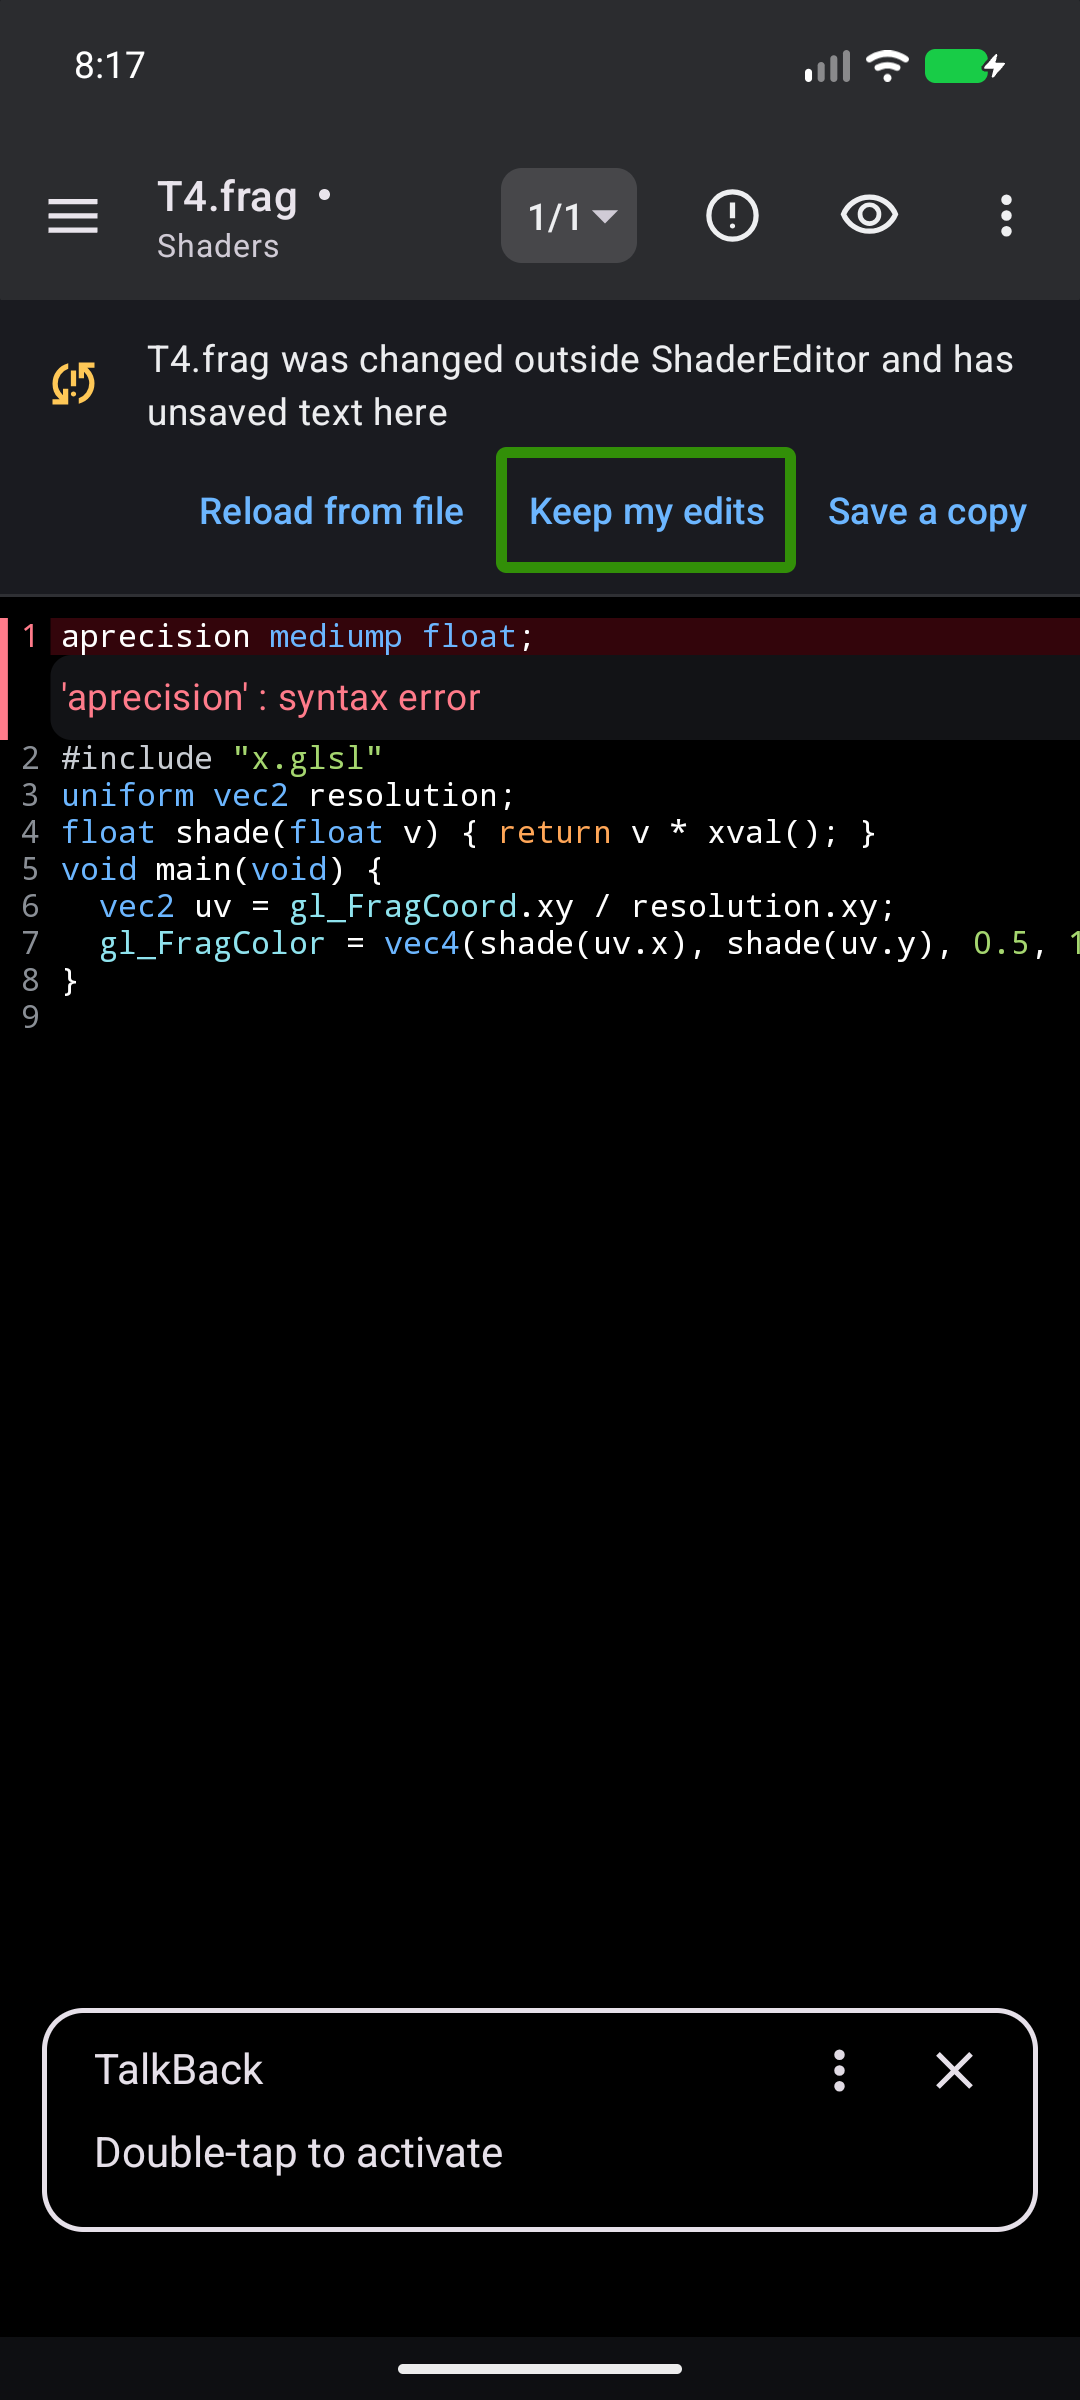 8:17
T4.frag •
Shaders
1/1
T4.frag was changed outside ShaderEditor and has
unsaved text here
Reload from file Keep my edits Save a copy
1 aprecision mediump float;
'aprecision' : syntax error
2 #include "x.glsl"
3 uniform vec2 resolution;
4 float shade(float v) { return v * xval(); }
5 void main(void) {
6   vec2 uv = gl_FragCoord.xy / resolution.xy;
7   gl_FragColor = vec4(shade(uv.x), shade(uv.y), 0.5, 1
8 }
9
TalkBack
Double-tap to activate